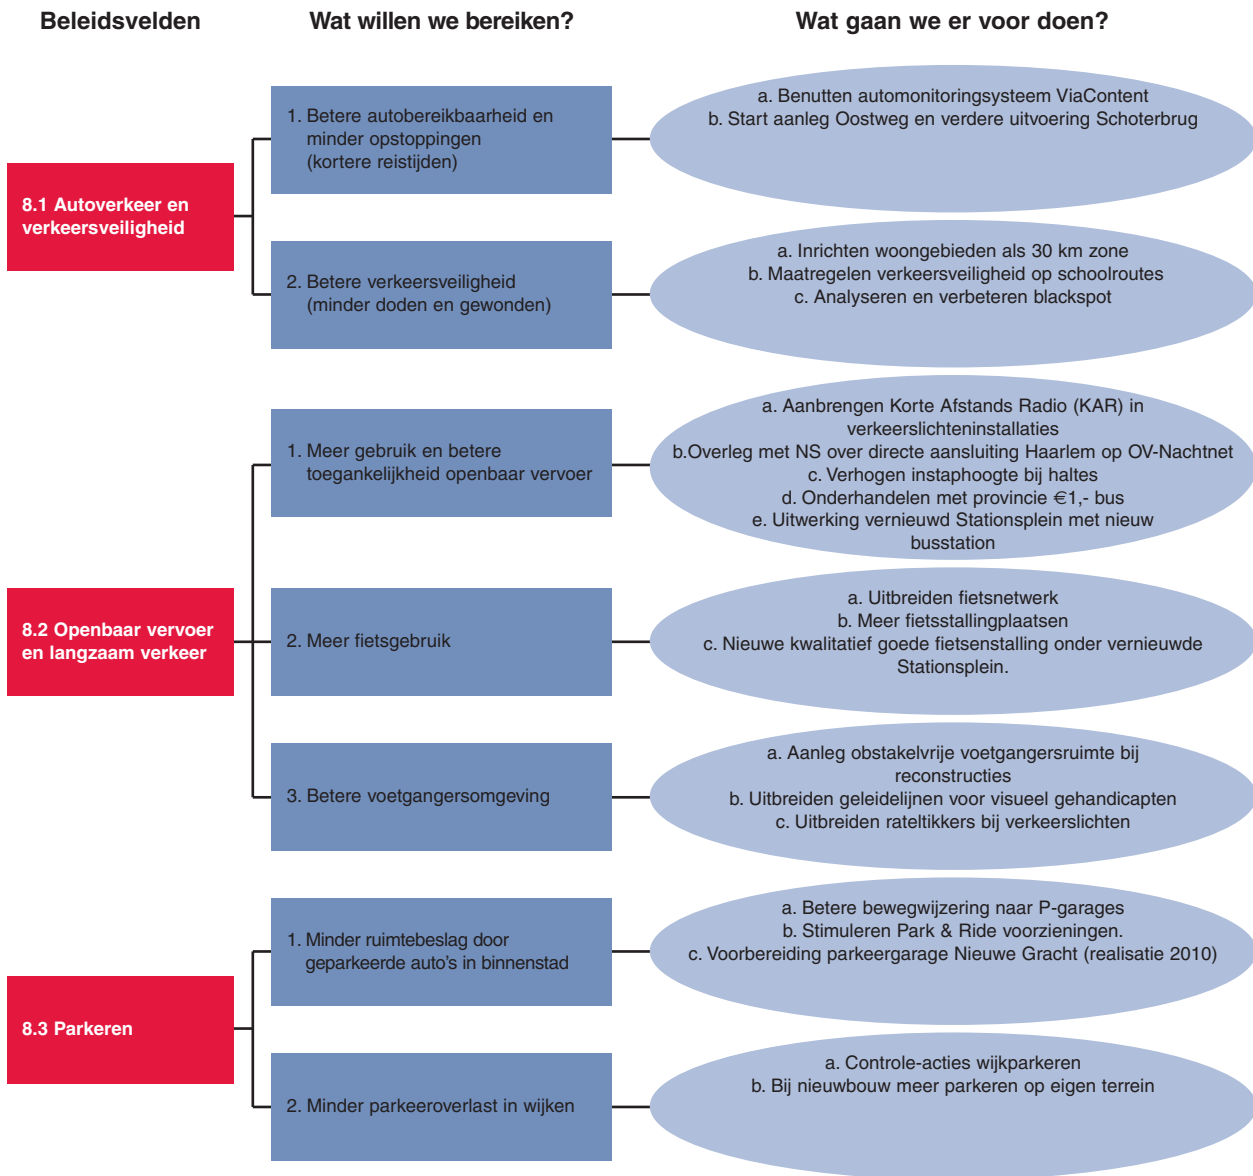 Beleidsvelden
Wat willen we bereiken?
Wat gaan we er voor doen?
8.1 Autoverkeer en
verkeersveiligheid
1. Betere autobereikbaarheid en
minder opstoppingen
(kortere reistijden)
a. Benutten automonitoringsysteem ViaContent
b. Start aanleg Oostweg en verdere uitvoering Schoterbrug
2. Betere verkeersveiligheid
(minder doden en gewonden)
a. Inrichten woongebieden als 30 km zone
b. Maatregelen verkeersveiligheid op schoolroutes
c. Analyseren en verbeteren blackspot
8.2 Openbaar vervoer
en langzaam verkeer
1. Meer gebruik en betere
toegankelijkheid openbaar vervoer
a. Aanbrengen Korte Afstands Radio (KAR) in
verkeerslichteninstallaties
b.Overleg met NS over directe aansluiting Haarlem op OV-Nachtnet
c. Verhogen instaphoogte bij haltes
d. Onderhandelen met provincie €1,- bus
e. Uitwerking vernieuwd Stationsplein met nieuw
busstation
2. Meer fietsgebruik
a. Uitbreiden fietsnetwerk
b. Meer fietsstallingplaatsen
c. Nieuwe kwalitatief goede fietsenstalling onder vernieuwde
Stationsplein.
3. Betere voetgangersomgeving
a. Aanleg obstakelvrije voetgangersruimte bij
reconstructies
b. Uitbreiden geleidelijnen voor visueel gehandicapten
c. Uitbreiden rateltikkers bij verkeerslichten
8.3 Parkeren
1. Minder ruimtebeslag door
geparkeerde auto's in binnenstad
a. Betere bewegwijzering naar P-garages
b. Stimuleren Park & Ride voorzieningen.
c. Voorbereiding parkeergarage Nieuwe Gracht (realisatie 2010)
2. Minder parkeeroverlast in wijken
a. Controle-acties wijkparkeren
b. Bij nieuwbouw meer parkeren op eigen terrein